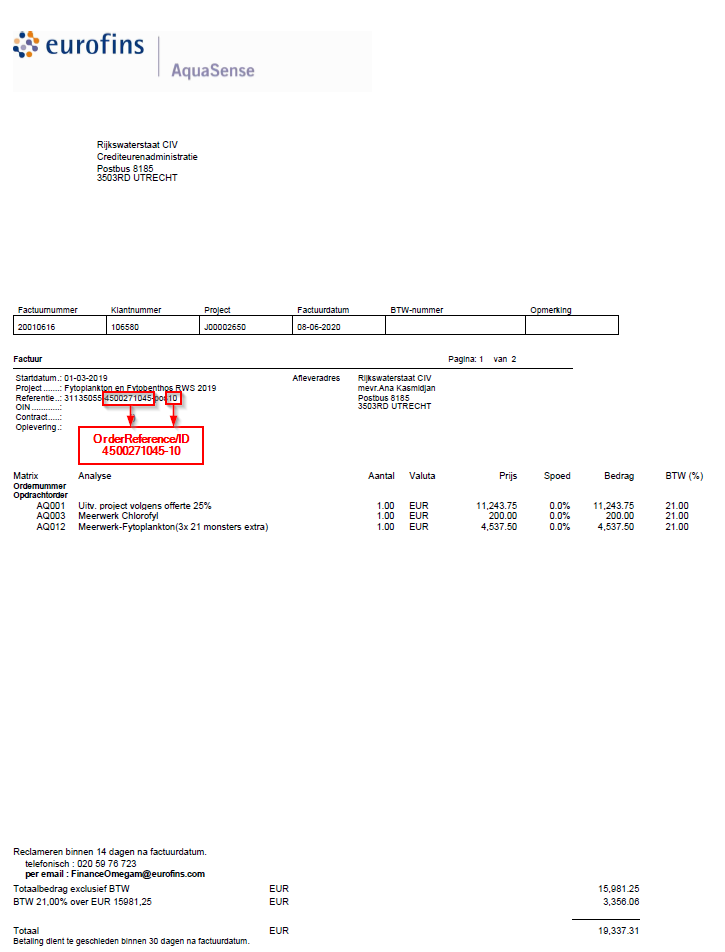 eurofins
AquaSense
Rijkswaterstaat CIV
Crediteurenadministratie
Postbus 8185
3503RD UTRECHT
Factuurnummer Klantnummer Project Factuurdatum BTW-nummer Opmerking
20010616 106580 J00002650 08-06-2020
Factuur Pagina: 1 van 2
Startdatum.: 01-03-2019 Afleveradres Rijkswaterstaat CIV
Project.......: Fytoplankton en Fytobenthos RWS 2019 mevr.Ana Kasmidjan
Referentie..: 31135055-4500271045-pos10 Postbus 8185
OIN............: 3503RD UTRECHT
Contract.....:
Oplevering.:
OrderReference/ID
4500271045-10
Matrix Analyse Aantal Valuta Prijs Spoed Bedrag BTW (%)
Ordernummer
Opdrachtorder
AQ001 Uitv. project volgens offerte 25% 1.00 EUR 11,243.75 0.0% 11,243.75 21.00
AQ003 Meerwerk Chlorofyl 1.00 EUR 200.00 0.0% 200.00 21.00
AQ012 Meerwerk-Fytoplankton(3x 21 monsters extra) 1.00 EUR 4,537.50 0.0% 4,537.50 21.00
Reclameren binnen 14 dagen na factuurdatum.
telefonisch : 020 59 76 723
per email : FinanceOmegam@eurofins.com
Totaalbedrag exclusief BTW EUR 15,981.25
BTW 21,00% over EUR 15981,25 EUR 3,356.06
Totaal EUR 19,337.31
Betaling dient te geschieden binnen 30 dagen na factuurdatum.